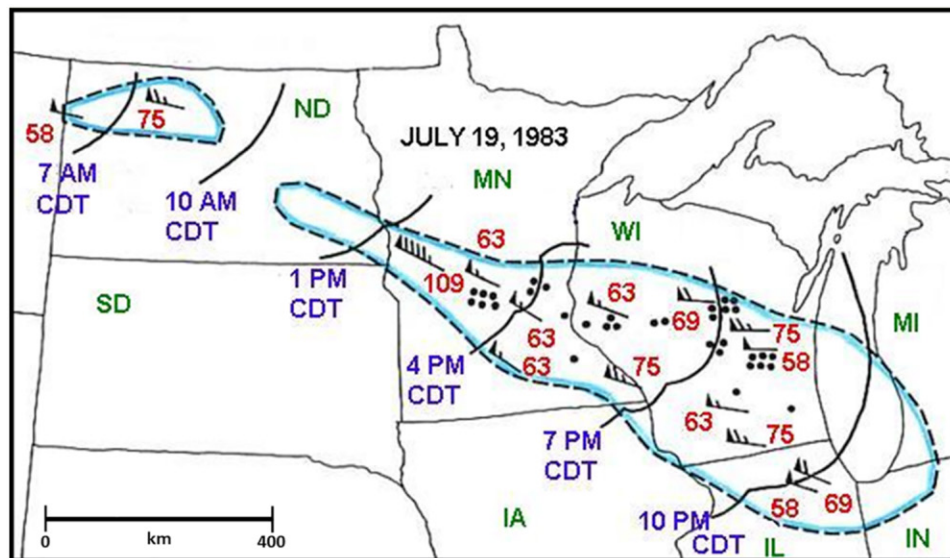 ND
JULY 19, 1983
MN
58
75
7 AM
CDT
10 AM
CDT
63
WI
1 PM
CDT
109
SD
63
69
75
MI
63
63
75
58
4 PM
CDT
63
75
7 PM
CDT
58
69
10 PM
CDT
IA
IL
IN
0
km
400